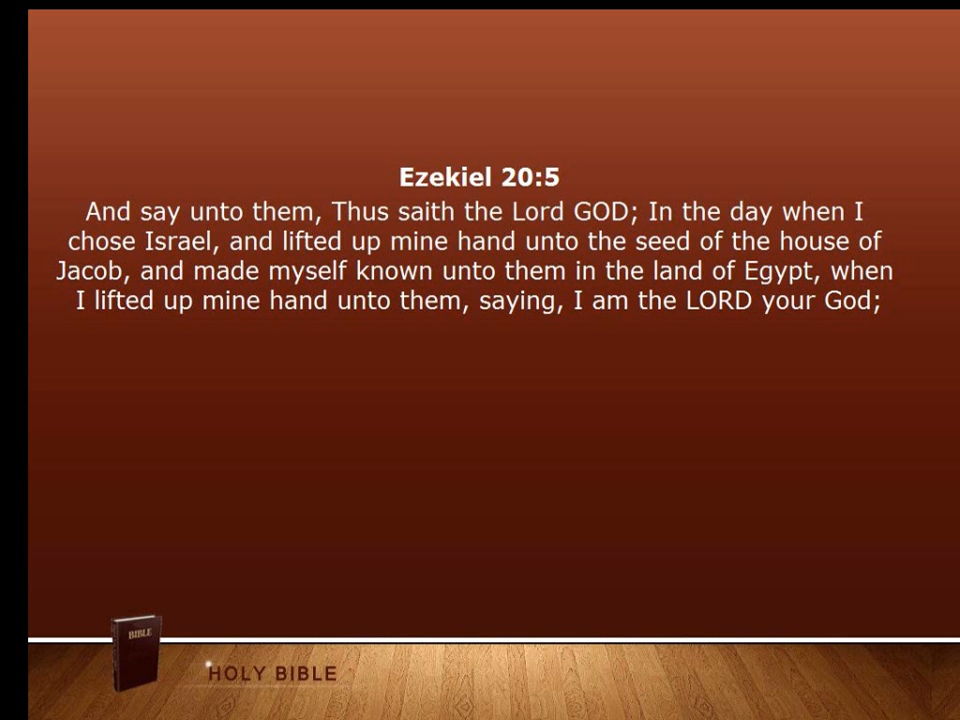 Ezekiel 20:5
And say unto them, Thus saith the Lord GOD; In the day when I
chose Israel, and lifted up mine hand unto the seed of the house of
Jacob, and made myself known unto them in the land of Egypt, when
I lifted up mine hand unto them, saying, I am the LORD your God;
BIBLE
HOLY BIBLE